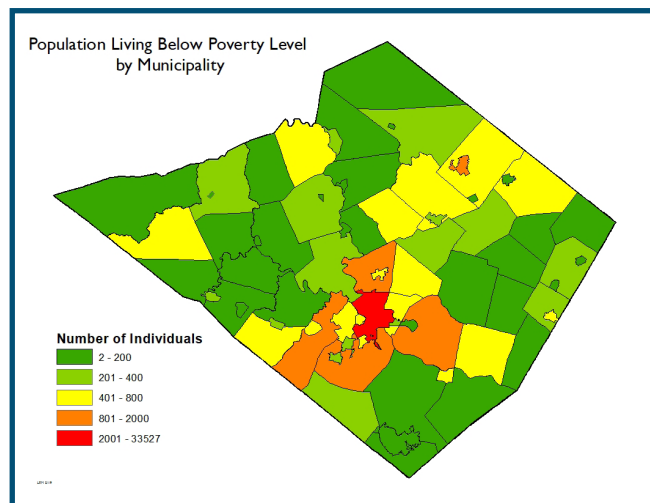 Population Living Below Poverty Level
by Municipality
Number of Individuals
2 - 200
201 - 400
401 - 800
801 - 2000
2001 - 33527